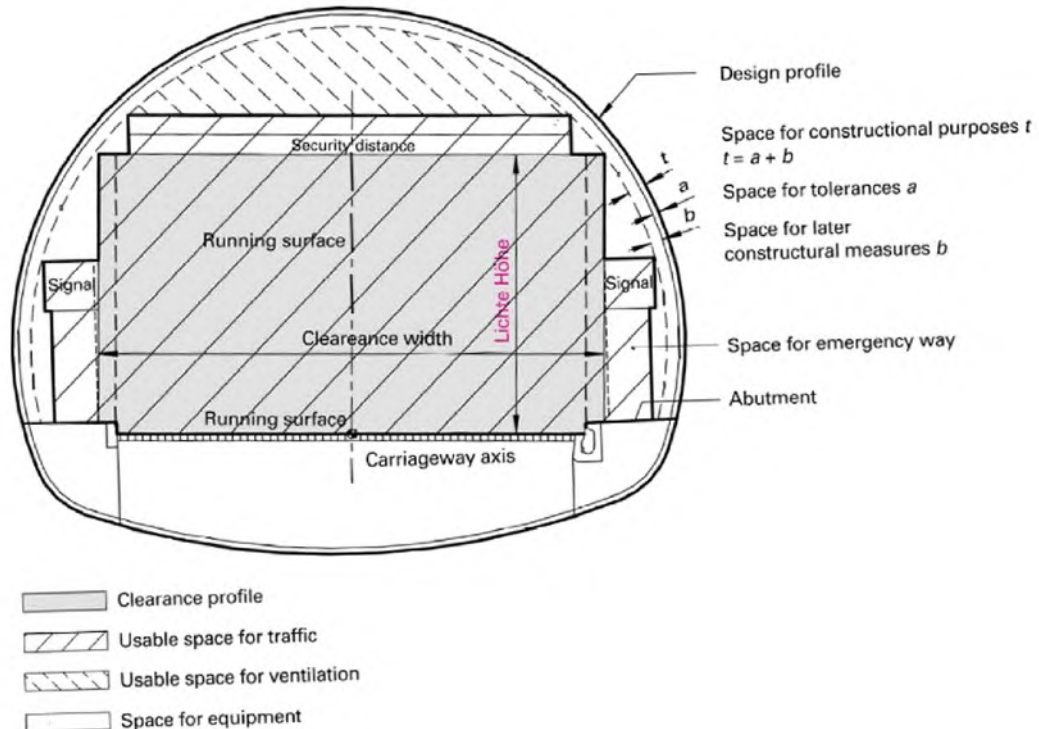 Design profile
Space for constructional purposes t
t = a + b
Space for tolerances a
Space for later
constructural measures b
Space for emergency way
Abutment
t
a
b
Security distance
Running surface
Lichte Höhe
Signal
Signal
Cleareance width
Running surface
Carriageway axis
Clearance profile
Usable space for traffic
Usable space for ventilation
Space for equipment